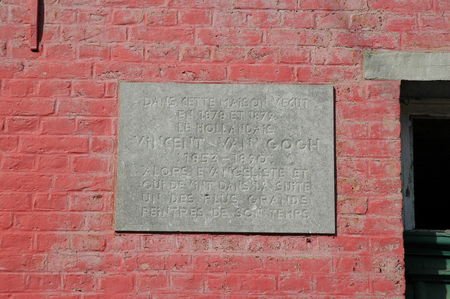 DANS CETTE MAISON VECUT
EN 1878 ET 1879
LE HOLLANDAIS
VINCENT VAN GOGH
1853-1890
ALORS EVANGELISTE ET
QUI DEVINT DANS LA SUITE
UN DES PLUS GRANDS
PEINTRES DE SON TEMPS